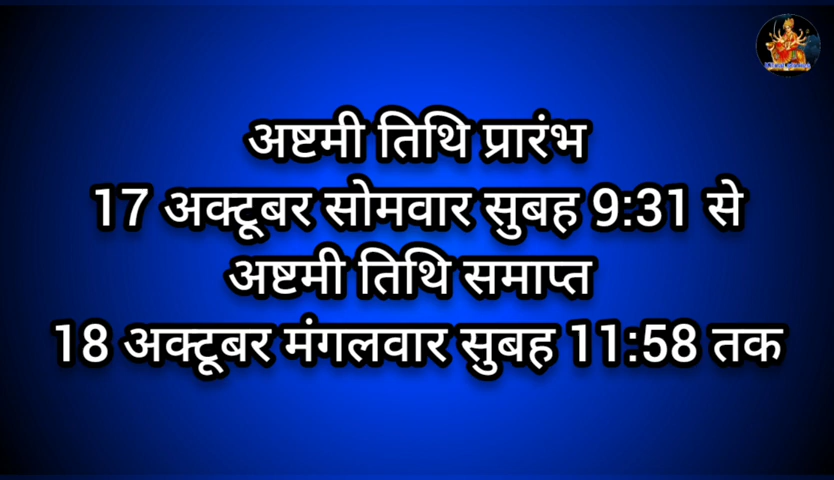 अष्टमी तिथि प्रारंभ
17 अक्टूबर सोमवार सुबह 9:31 से
अष्टमी तिथि समाप्त
18 अक्टूबर मंगलवार सुबह 11:58 तक